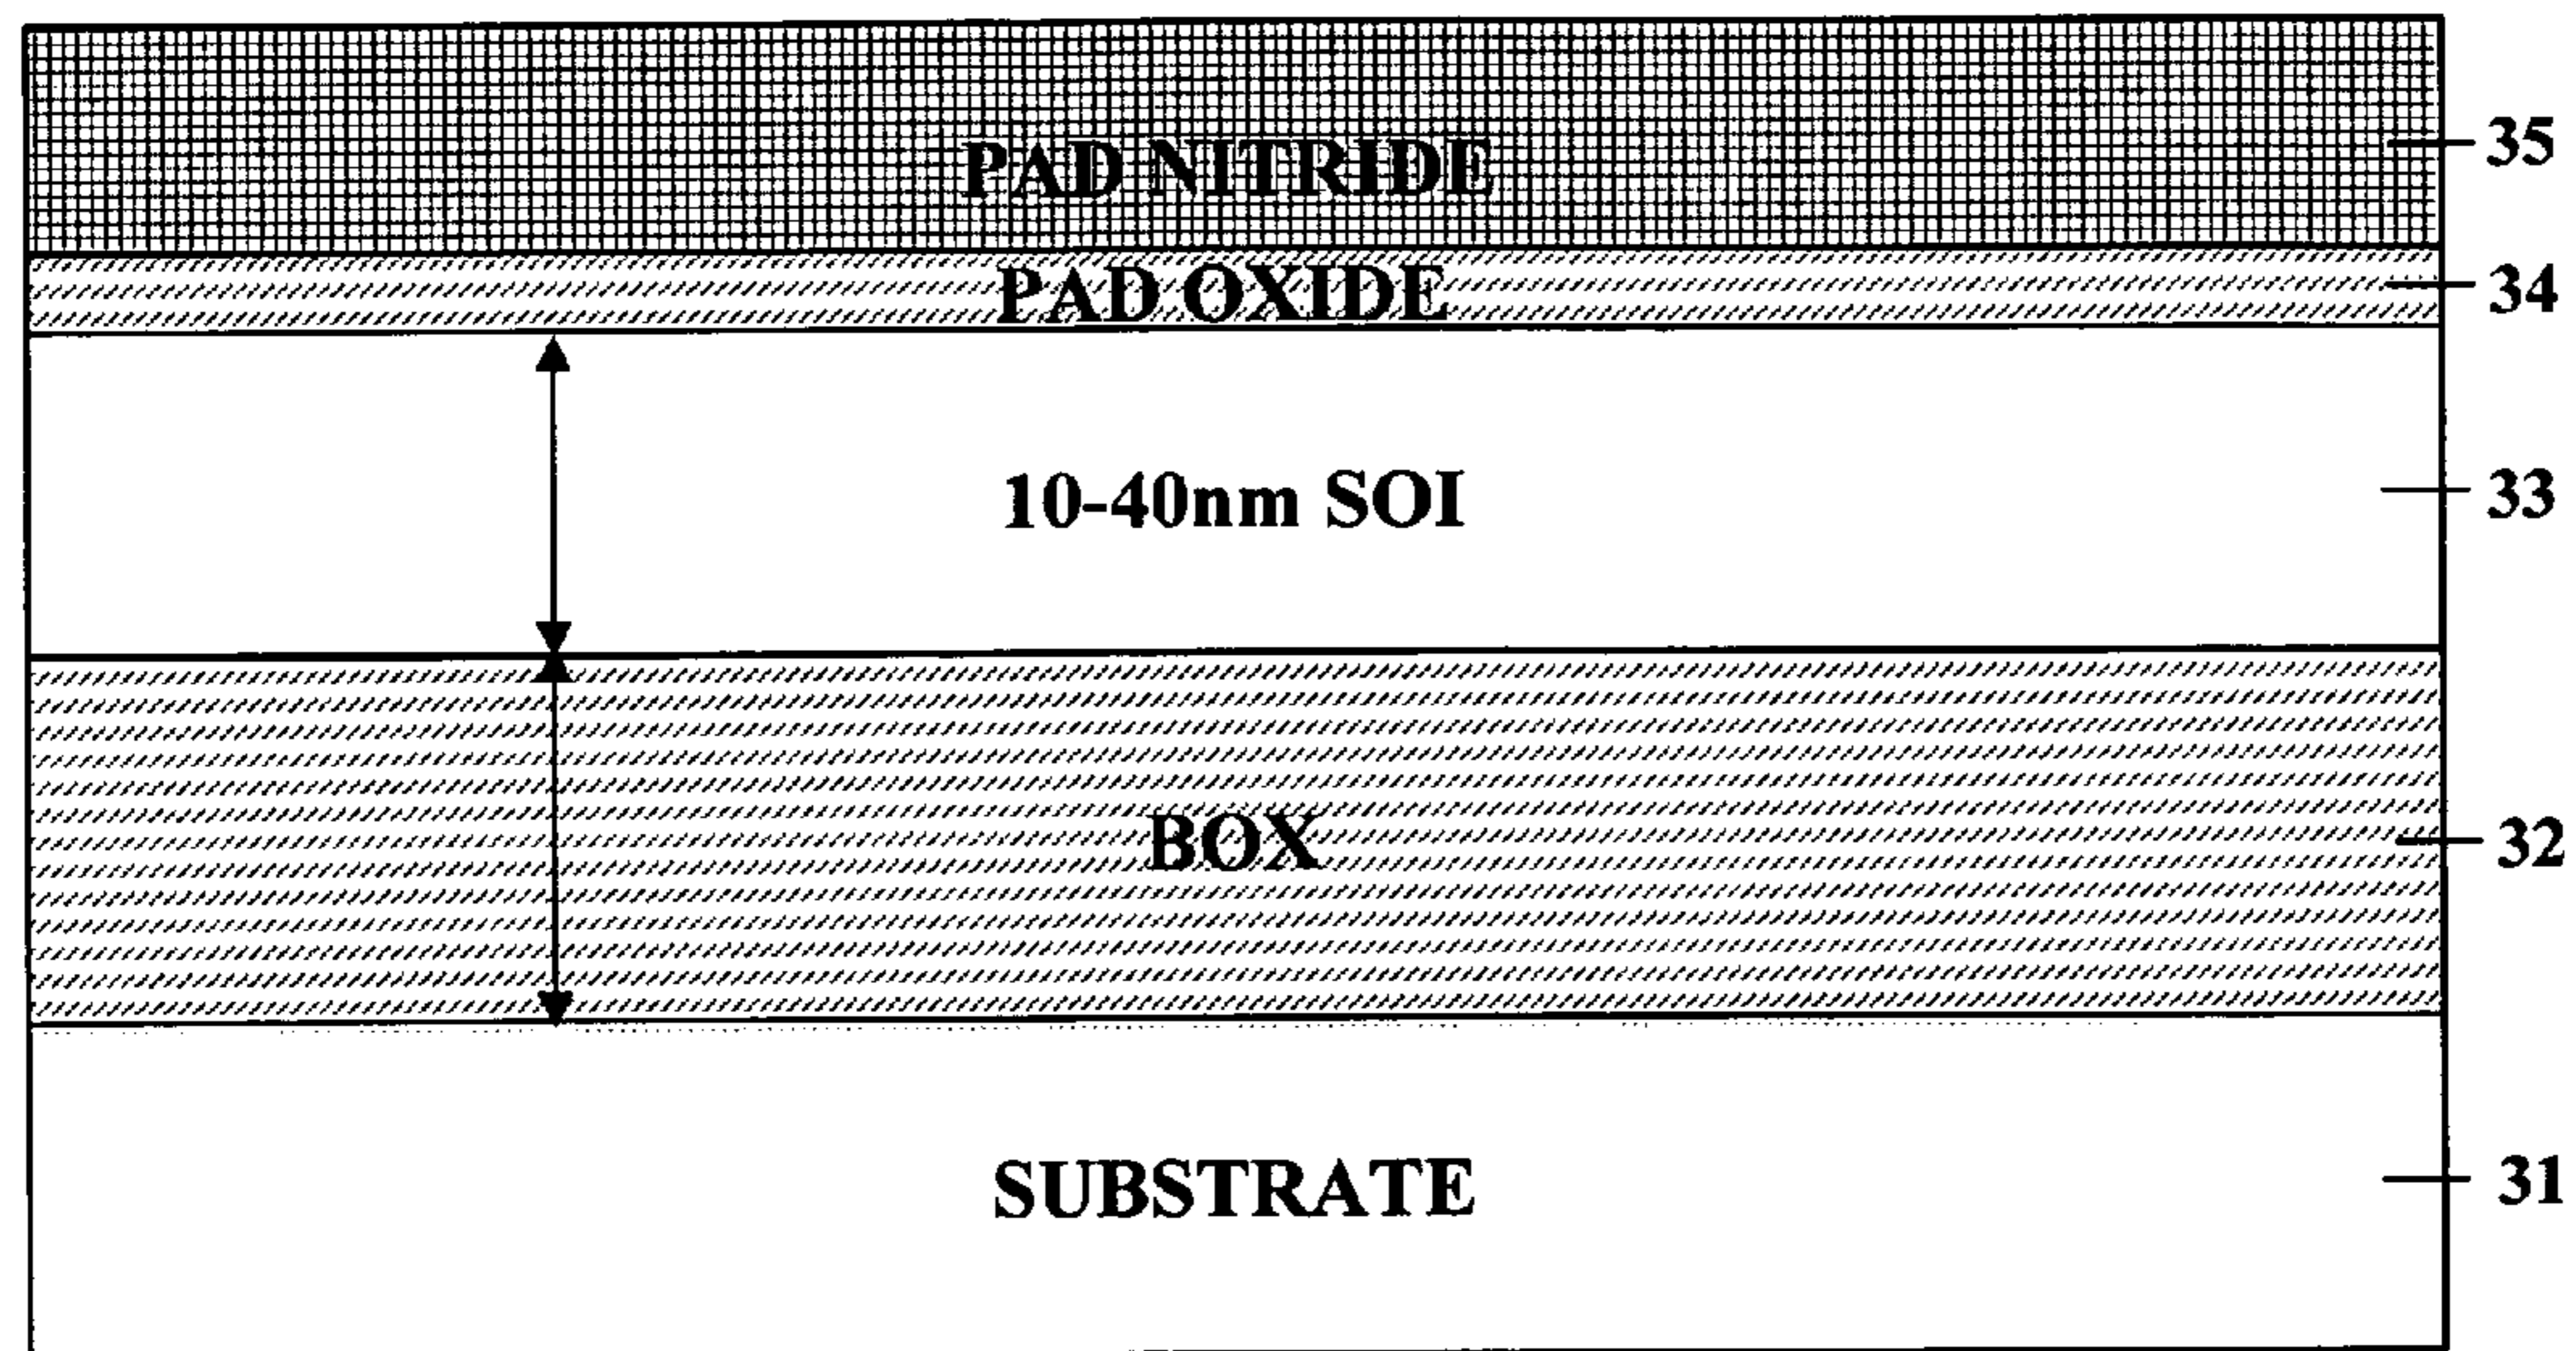 PAD NITRIDE
35
PAD OXIDE
34
10-40nm SOI
33
BOX
32
SUBSTRATE
31